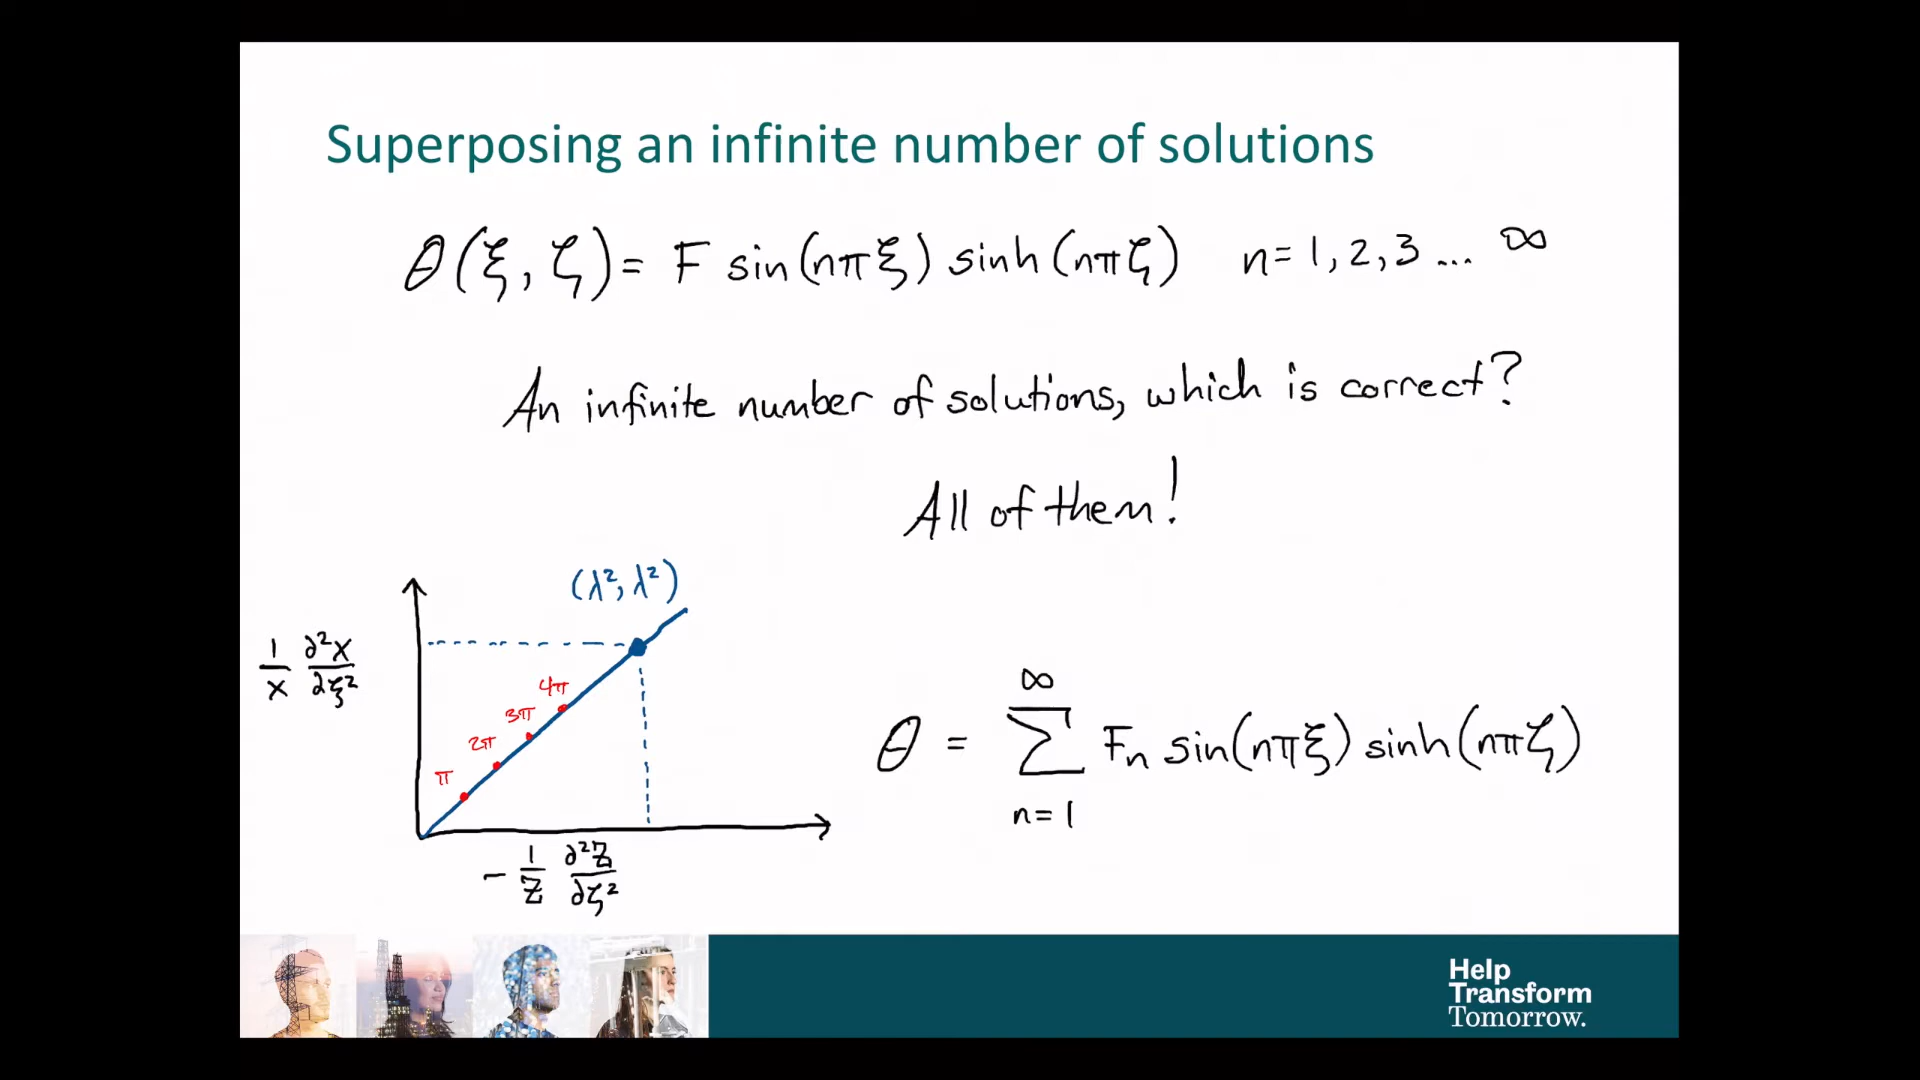 Superposing an infinite number of solutions
θ(ξ, ζ) = F sin(nπξ) sinh(nπζ) n = 1, 2, 3 ... ∞
An infinite number of solutions, which is correct?
All of them!
(λ², λ²)
1/X ∂²X/∂ξ²
4π
3π
2π
π
θ = ∑_{n=1}^{∞} Fn sin(nπξ) sinh(nπζ)
- 1/Z ∂²Z/∂ζ²
Help
Transform
Tomorrow.